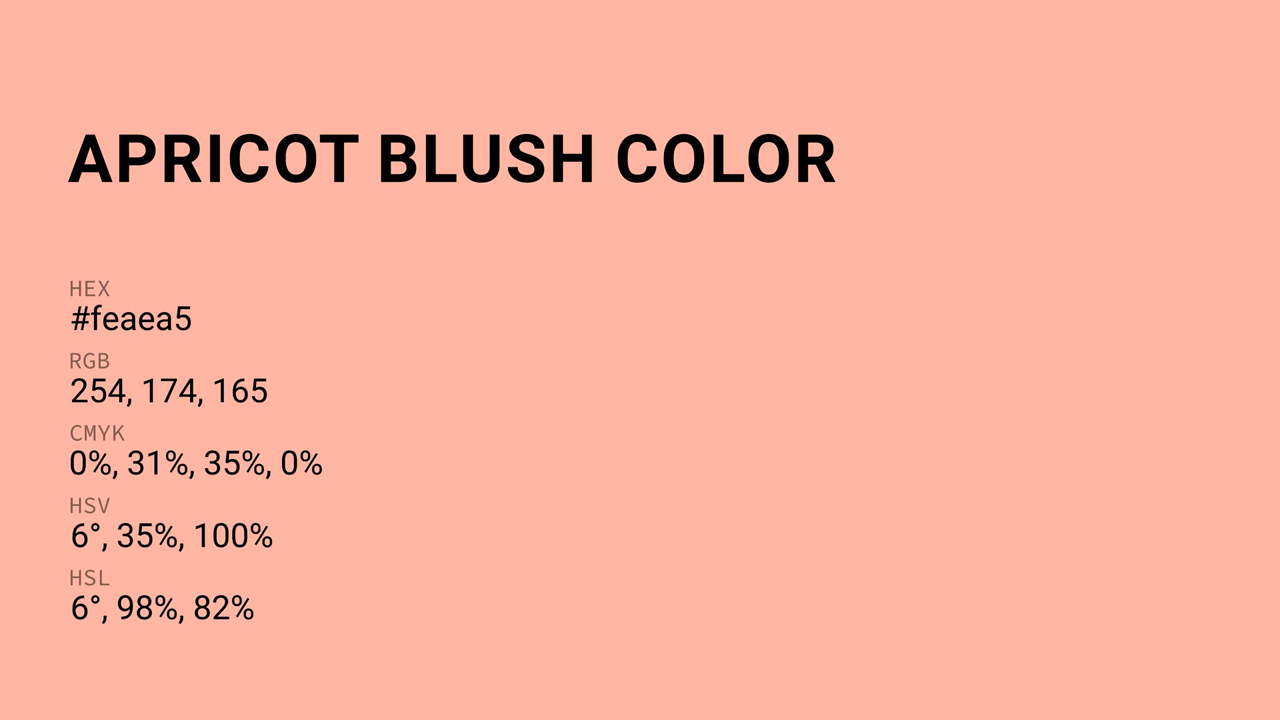 APRICOT BLUSH COLOR
HEX
#feaea5
RGB
254, 174, 165
CMYK
0%, 31%, 35%, 0%
HSV
6°, 35%, 100%
HSL
6°, 98%, 82%